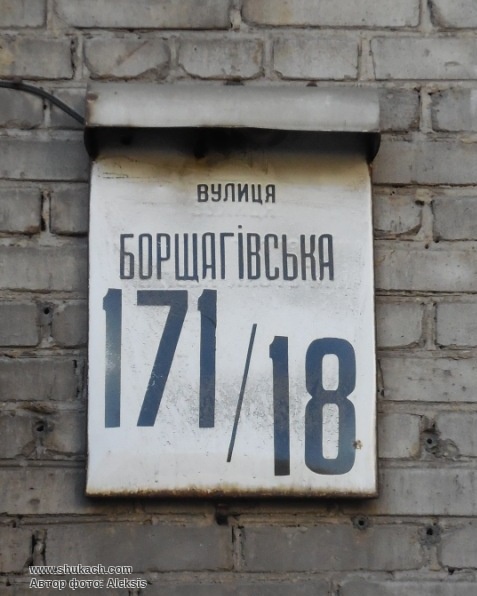 ВУЛИЦЯ
БОРЩАГІВСЬКА
171/18
www.shukach.com
Автор фото: Aleksis